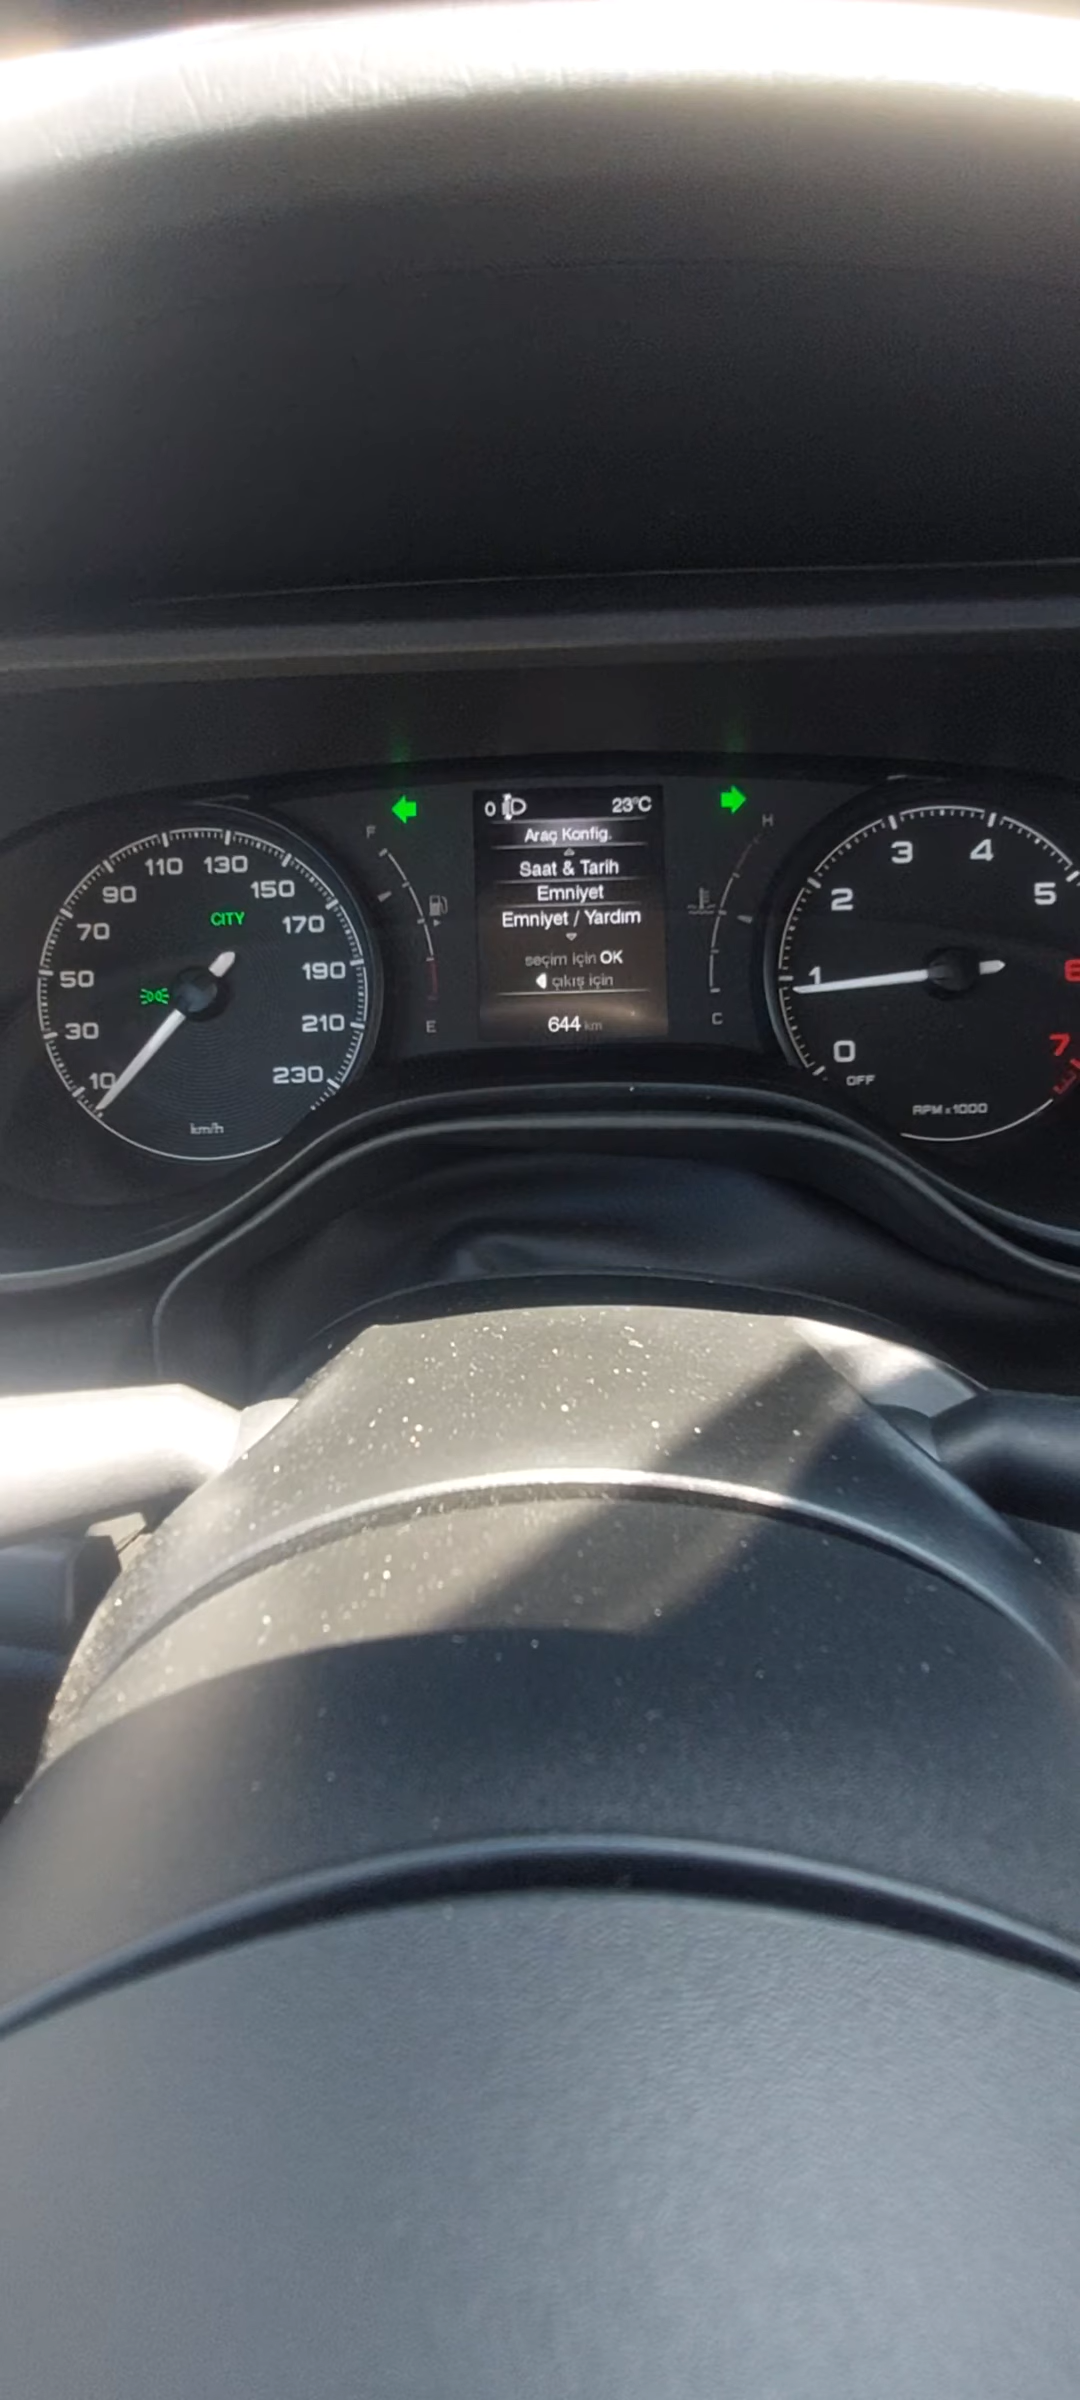 110 130
90 150
CITY
70 170
50 190
30 210
10 230
km/h
F
E
0 23°C
Araç Konfig.
Saat & Tarih
Emniyet
Emniyet / Yardım
seçim için OK
çıkış için
644 km
H
C
3 4
2 5
1 6
0 7
OFF
RPM x 1000